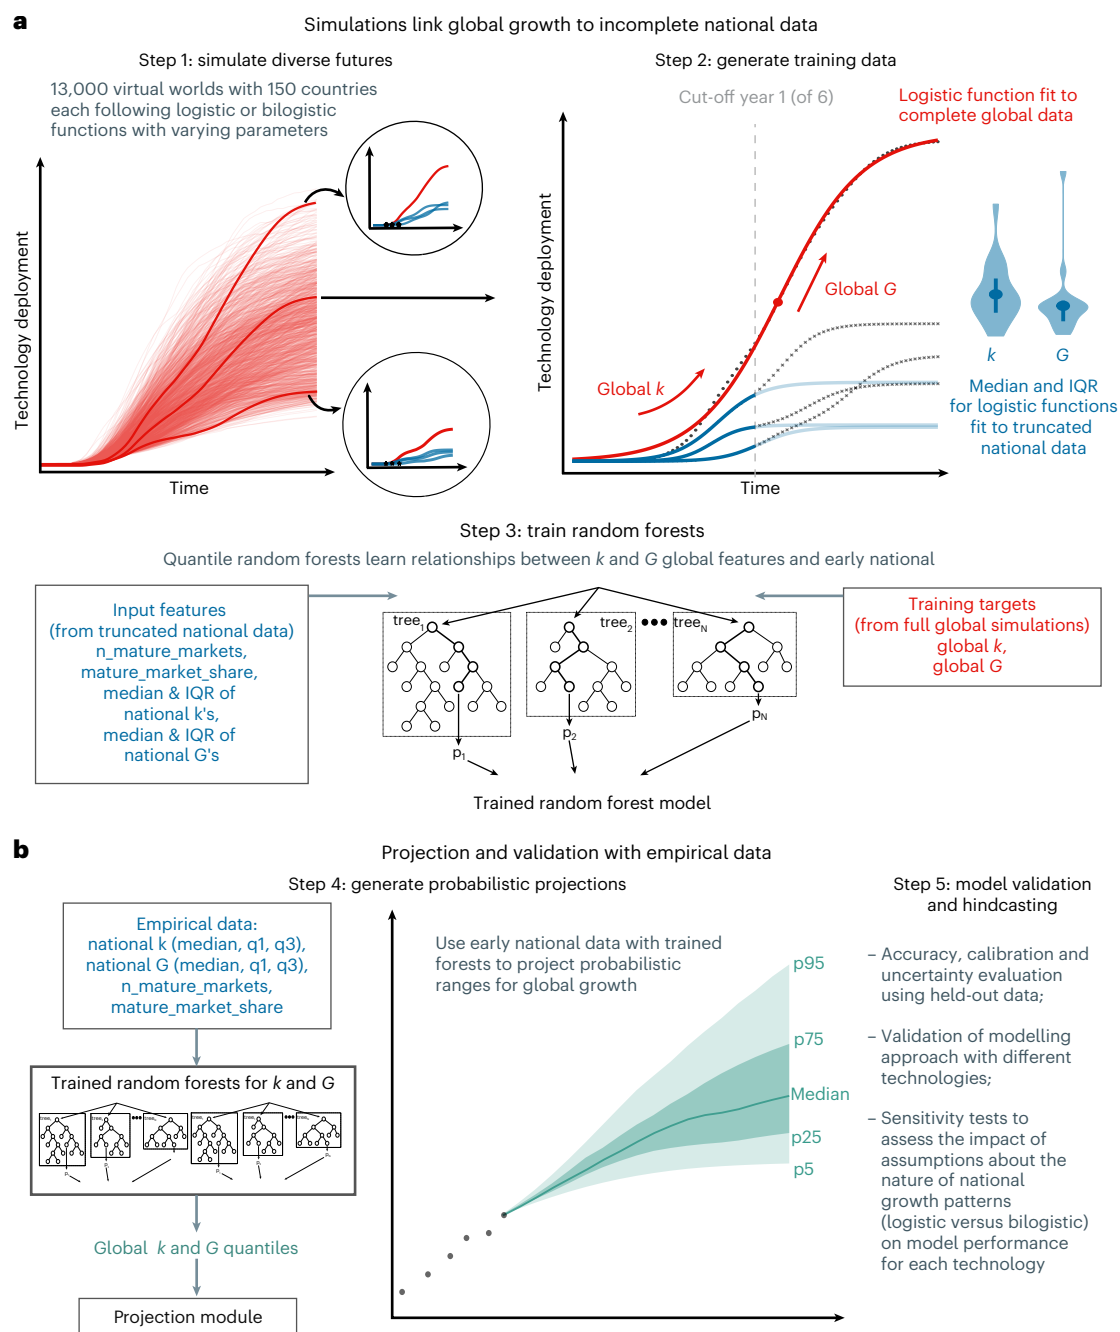 a
Simulations link global growth to incomplete national data
Step 1: simulate diverse futures
13,000 virtual worlds with 150 countries
each following logistic or bilogistic
functions with varying parameters
Technology deployment
Time
Step 2: generate training data
Cut-off year 1 (of 6)
Logistic function fit to
complete global data
Technology deployment
Global G
Global k
k
G
Median and IQR
for logistic functions
fit to truncated
national data
Time
Step 3: train random forests
Quantile random forests learn relationships between k and G global features and early national
Input features
(from truncated national data)
n_mature_markets,
mature_market_share,
median & IQR of
national k's,
median & IQR of
national G's
tree1
tree2
treeN
p1
p2
pN
Trained random forest model
Training targets
(from full global simulations)
global k,
global G
b
Projection and validation with empirical data
Step 4: generate probabilistic projections
Empirical data:
national k (median, q1, q3),
national G (median, q1, q3),
n_mature_markets,
mature_market_share
Trained random forests for k and G
Global k and G quantiles
Projection module
Use early national data with trained
forests to project probabilistic
ranges for global growth
p95
p75
Median
p25
p5
Step 5: model validation
and hindcasting
– Accuracy, calibration and
uncertainty evaluation
using held-out data;
– Validation of modelling
approach with different
technologies;
– Sensitivity tests to
assess the impact of
assumptions about the
nature of national
growth patterns
(logistic versus bilogistic)
on model performance
for each technology